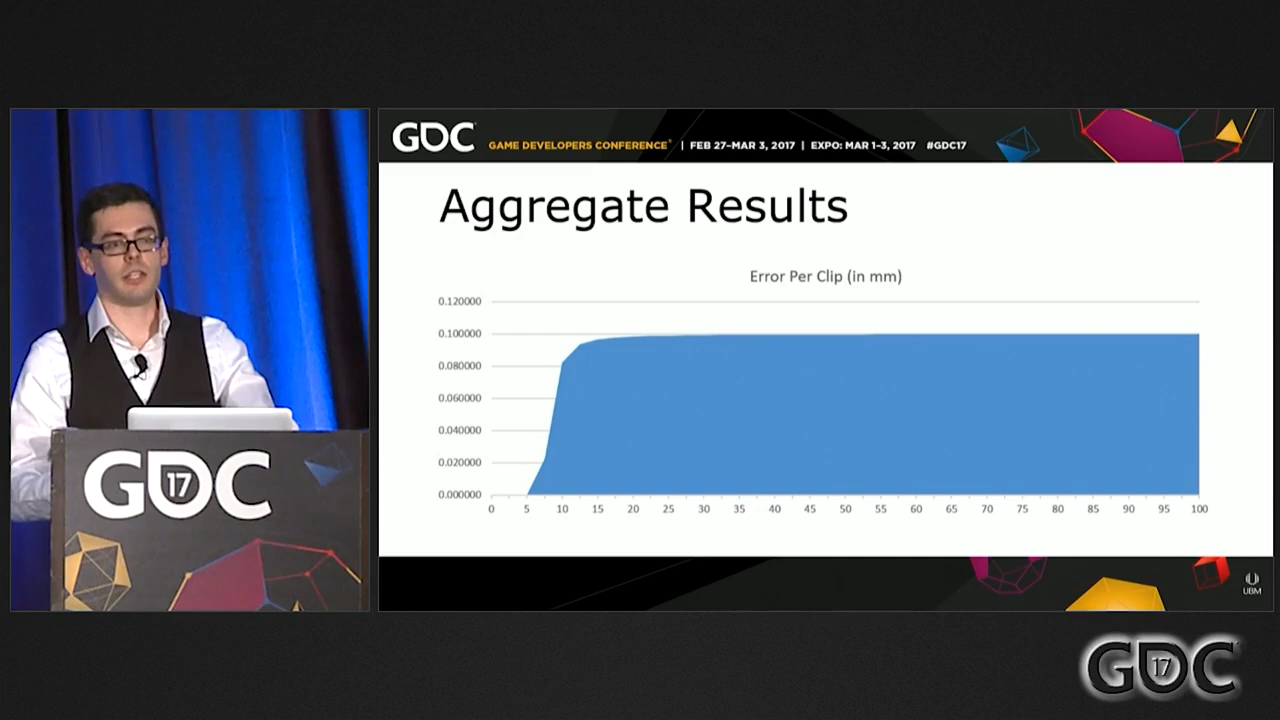 GDC
GAME DEVELOPERS CONFERENCE® | FEB 27–MAR 3, 2017 | EXPO: MAR 1–3, 2017 #GDC17
Aggregate Results
Error Per Clip (in mm)
0.120000
0.100000
0.080000
0.060000
0.040000
0.020000
0.000000
0 5 10 15 20 25 30 35 40 45 50 55 60 65 70 75 80 85 90 95 100
GDC
17
UBM
GDC
17